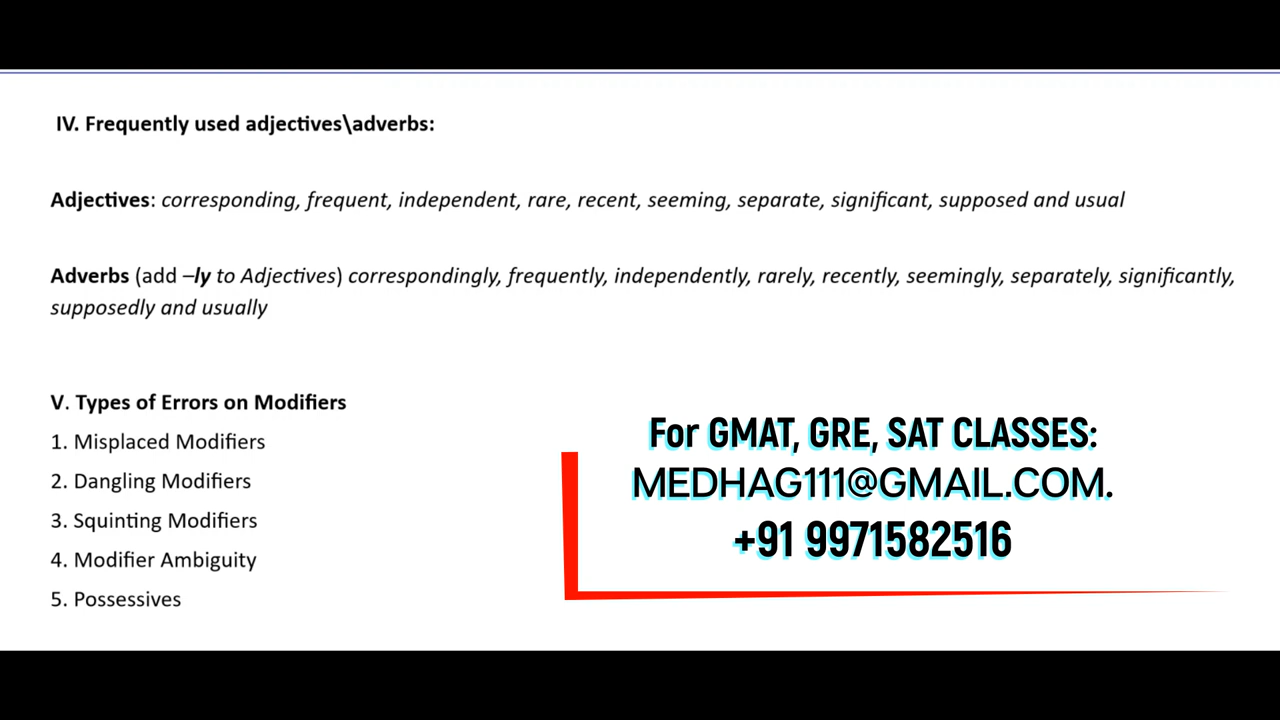 IV. Frequently used adjectives\adverbs:
Adjectives: corresponding, frequent, independent, rare, recent, seeming, separate, significant, supposed and usual
Adverbs (add –ly to Adjectives) correspondingly, frequently, independently, rarely, recently, seemingly, separately, significantly,
supposedly and usually
V. Types of Errors on Modifiers
1. Misplaced Modifiers
2. Dangling Modifiers
3. Squinting Modifiers
4. Modifier Ambiguity
5. Possessives
For GMAT, GRE, SAT CLASSES:
MEDHAG111@GMAIL.COM.
+91 9971582516